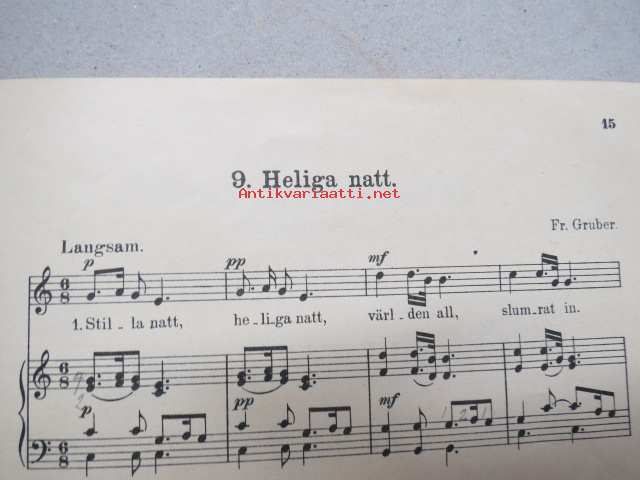 15
9. Heliga natt.
Antikvariaatti.net
Fr. Gruber.
Langsam.
p pp mf
1. Stil - la natt, he - li - ga natt, värl - den all, slum - rat in.
p pp mf